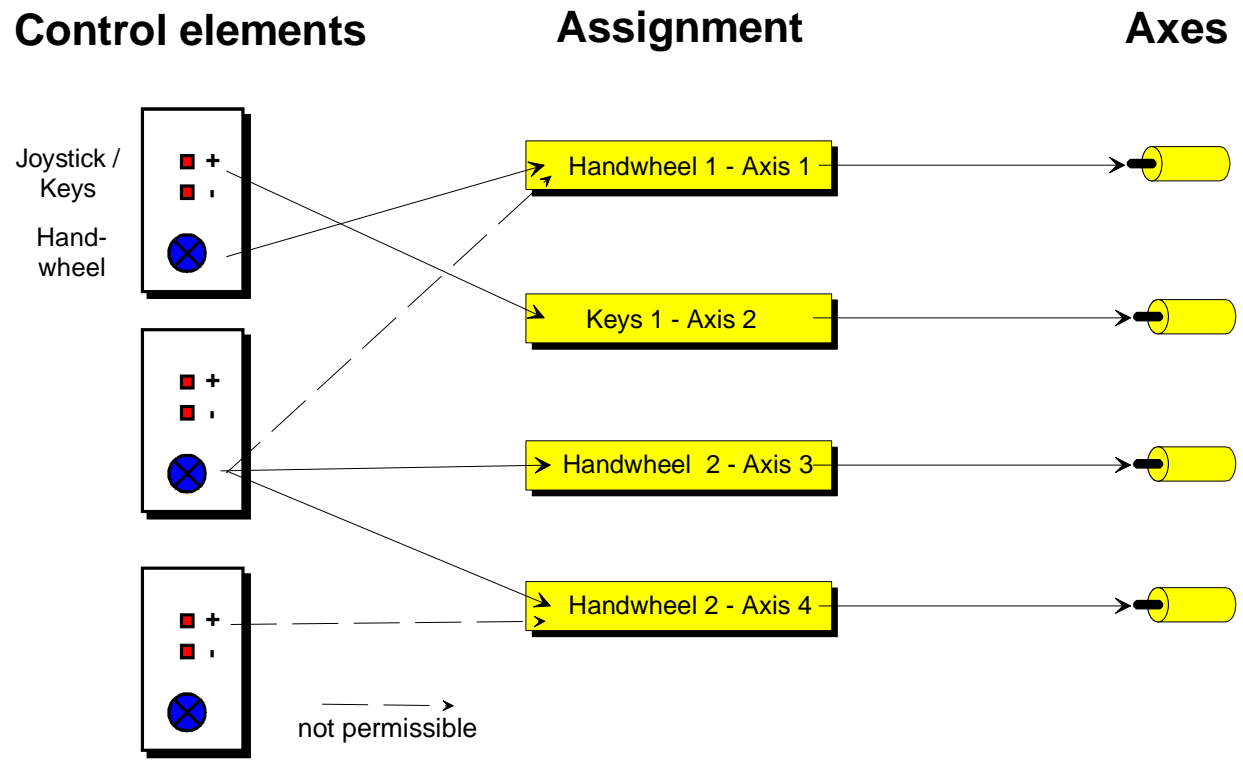 Control elements
Assignment
Axes
Joystick /
Keys
Hand-
wheel
+
-
+
-
+
-
Handwheel 1 - Axis 1
Keys 1 - Axis 2
Handwheel  2 - Axis 3
Handwheel 2 - Axis 4
not permissible